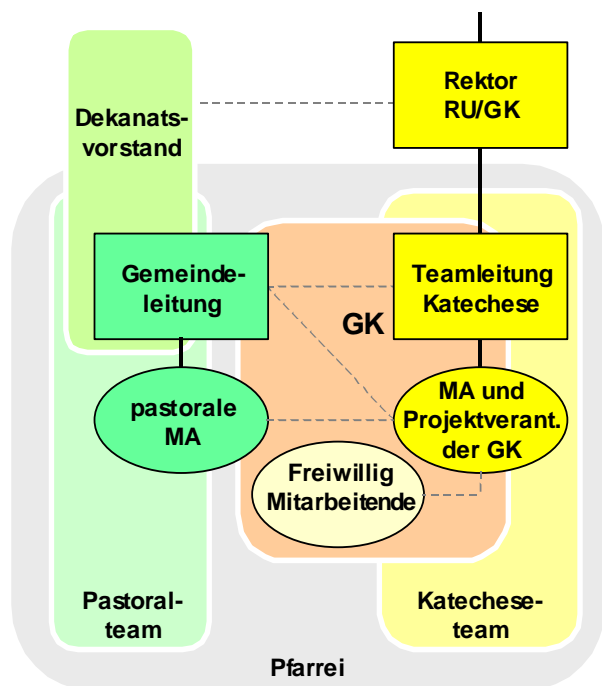 Rektor
RU/GK
Dekanats-
vorstand
Gemeinde-
leitung
Teamleitung
Katechese
GK
pastorale
MA
MA und
Projektverant.
der GK
Freiwillig
Mitarbeitende
Pastoral-
team
Katechese-
team
Pfarrei